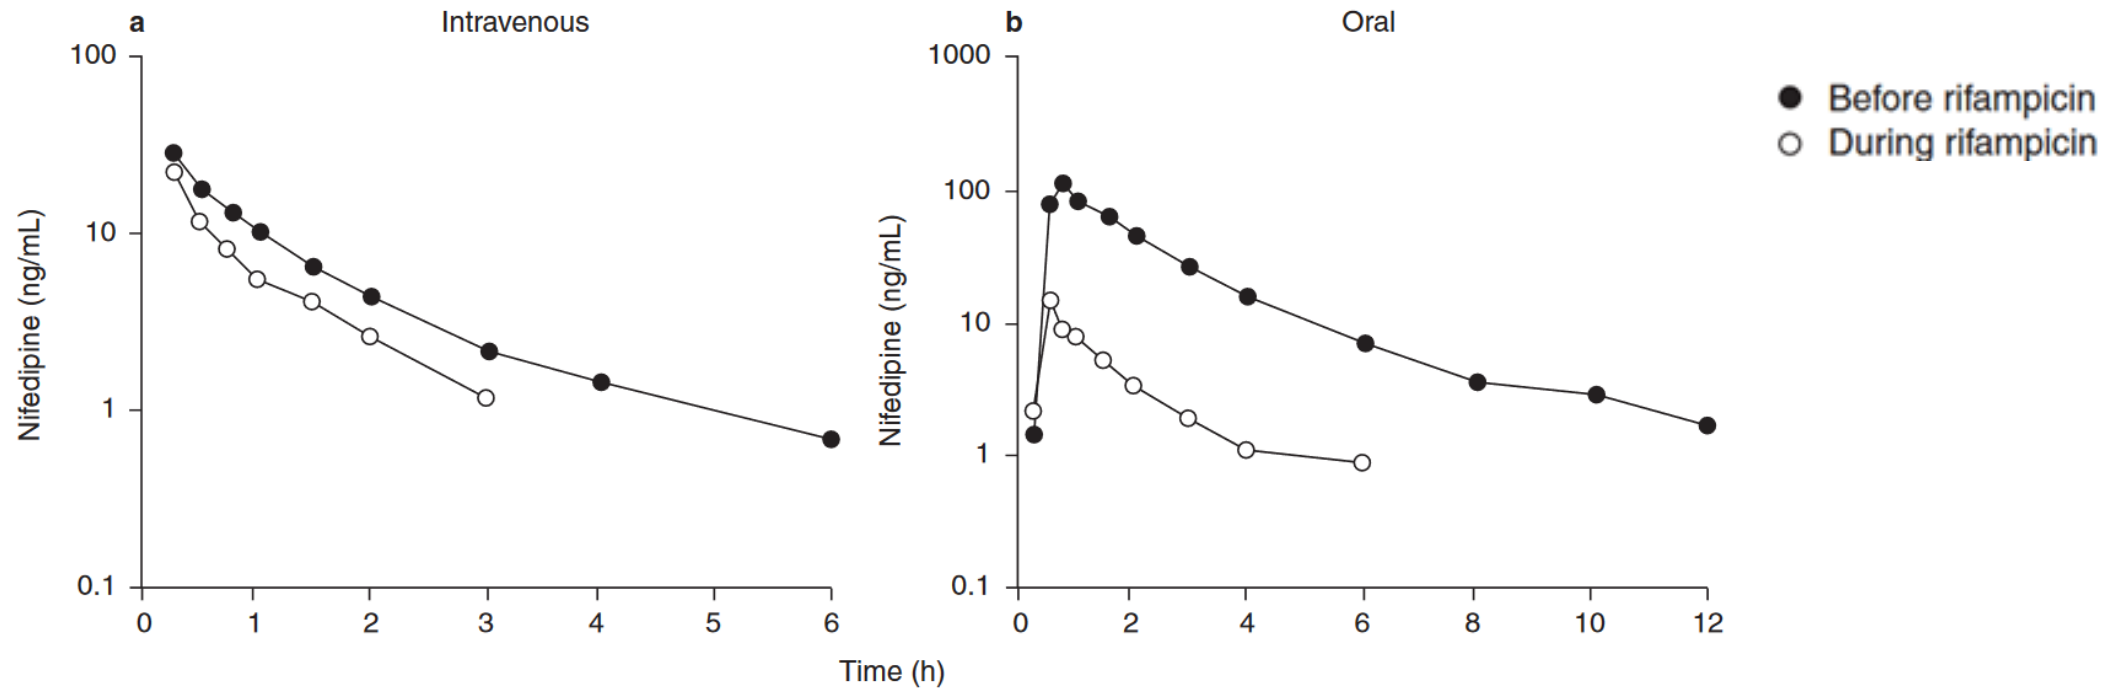 a Intravenous
100
10
1
0.1
Nifedipine (ng/mL)
0 1 2 3 4 5 6
b Oral
1000
100
10
1
0.1
Nifedipine (ng/mL)
0 2 4 6 8 10 12
Time (h)
Before rifampicin
During rifampicin